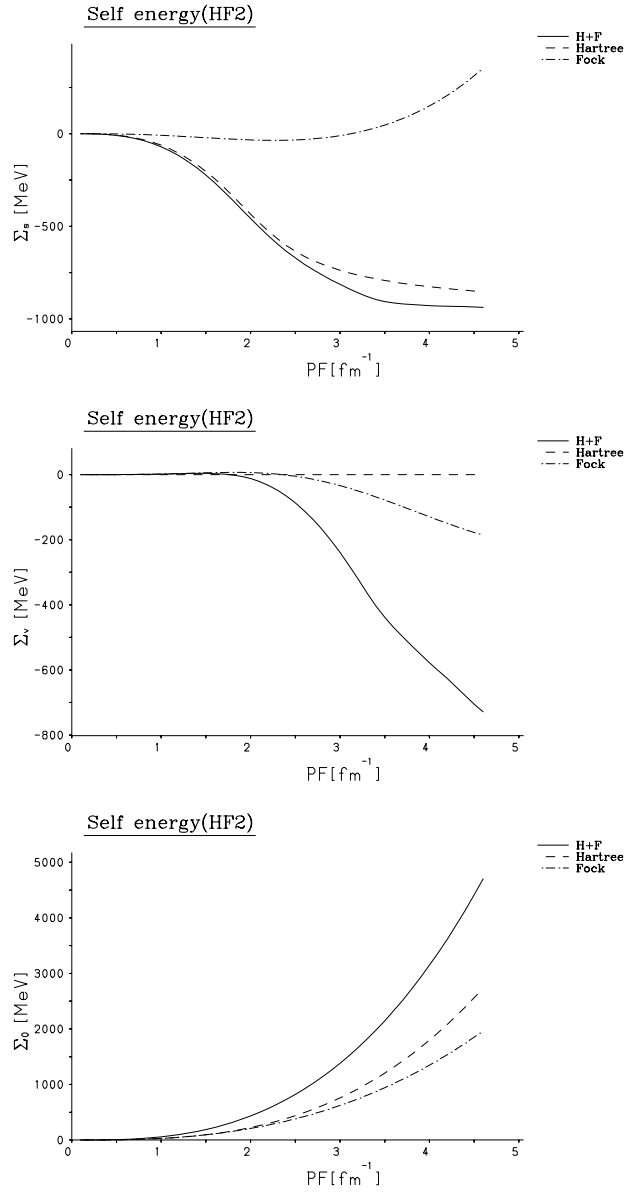 Self energy(HF2)
H+F
Hartree
Fock
0
-500
-1000
Σs [MeV]
0 1 2 3 4 5
PF[fm⁻¹]
Self energy(HF2)
H+F
Hartree
Fock
0
-200
-400
-600
-800
Σv [MeV]
0 1 2 3 4 5
PF[fm⁻¹]
Self energy(HF2)
H+F
Hartree
Fock
5000
4000
3000
2000
1000
0
Σ0 [MeV]
0 1 2 3 4 5
PF[fm⁻¹]